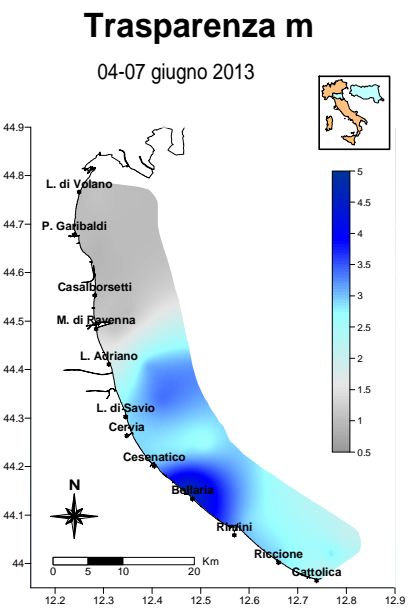 Trasparenza m
04-07 giugno 2013
44.9
44.8
44.7
44.6
44.5
44.4
44.3
44.2
44.1
44
L. di Volano
P. Garibaldi
Casalborsetti
M. di Ravenna
L. Adriano
L. di Savio
Cervia
Cesenatico
Bellaria
Rimini
Riccione
Cattolica
5
4.5
4
3.5
3
2.5
2
1.5
1
0.5
N
Km
0 5 10 20
12.2 12.3 12.4 12.5 12.6 12.7 12.8 12.9